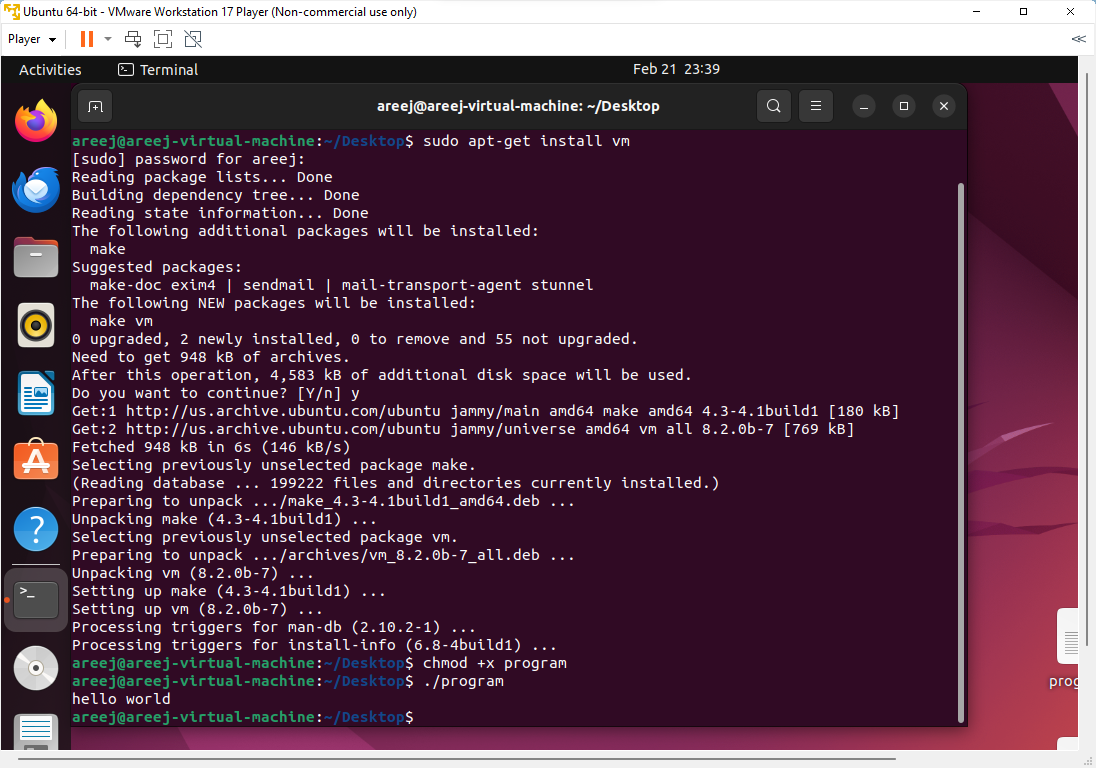 Ubuntu 64-bit - VMware Workstation 17 Player (Non-commercial use only)
Player
Activities
Terminal
Feb 21 23:39
areej@areej-virtual-machine: ~/Desktop
areej@areej-virtual-machine:~/Desktop$ sudo apt-get install vm
[sudo] password for areej:
Reading package lists... Done
Building dependency tree... Done
Reading state information... Done
The following additional packages will be installed:
  make
Suggested packages:
  make-doc exim4 | sendmail | mail-transport-agent stunnel
The following NEW packages will be installed:
  make vm
0 upgraded, 2 newly installed, 0 to remove and 55 not upgraded.
Need to get 948 kB of archives.
After this operation, 4,583 kB of additional disk space will be used.
Do you want to continue? [Y/n] y
Get:1 http://us.archive.ubuntu.com/ubuntu jammy/main amd64 make amd64 4.3-4.1build1 [180 kB]
Get:2 http://us.archive.ubuntu.com/ubuntu jammy/universe amd64 vm all 8.2.0b-7 [769 kB]
Fetched 948 kB in 6s (146 kB/s)
Selecting previously unselected package make.
(Reading database ... 199222 files and directories currently installed.)
Preparing to unpack .../make_4.3-4.1build1_amd64.deb ...
Unpacking make (4.3-4.1build1) ...
Selecting previously unselected package vm.
Preparing to unpack .../archives/vm_8.2.0b-7_all.deb ...
Unpacking vm (8.2.0b-7) ...
Setting up make (4.3-4.1build1) ...
Setting up vm (8.2.0b-7) ...
Processing triggers for man-db (2.10.2-1) ...
Processing triggers for install-info (6.8-4build1) ...
areej@areej-virtual-machine:~/Desktop$ chmod +x program
areej@areej-virtual-machine:~/Desktop$ ./program
hello world
areej@areej-virtual-machine:~/Desktop$
prog